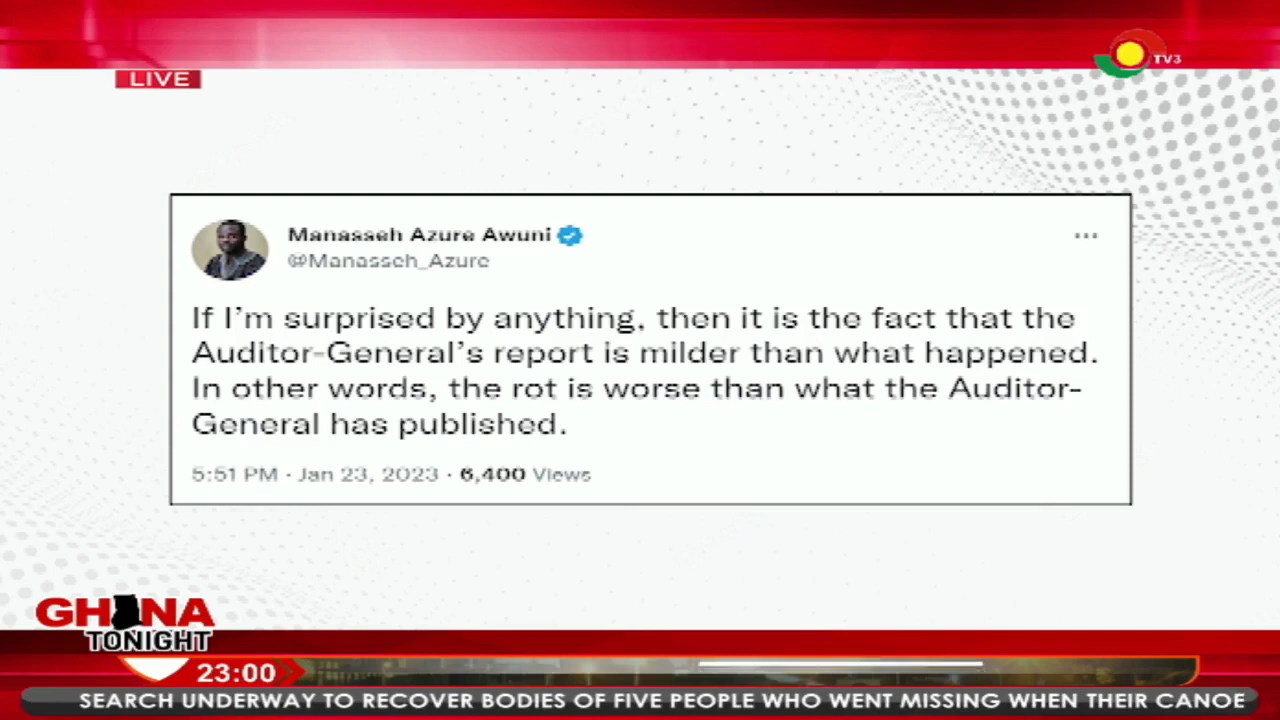 LIVE
TV3
Manasseh Azure Awuni
@Manasseh_Azure
If I'm surprised by anything, then it is the fact that the
Auditor-General's report is milder than what happened.
In other words, the rot is worse than what the Auditor-
General has published.
5:51 PM · Jan 23, 2023 · 6,400 Views
GHANA
TONIGHT
23:00
SEARCH UNDERWAY TO RECOVER BODIES OF FIVE PEOPLE WHO WENT MISSING WHEN THEIR CANOE